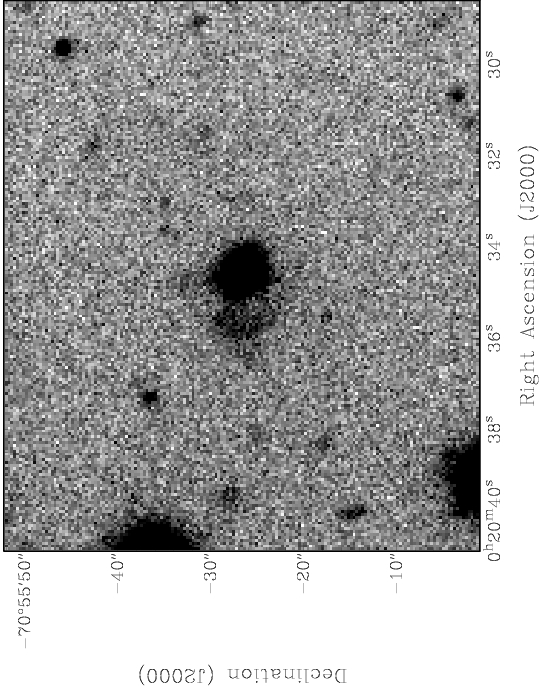 30ˢ
32ˢ
34ˢ
36ˢ
38ˢ
0ʰ20ᵐ40ˢ
Right Ascension (J2000)
−70°55′50″
−40″
−30″
−20″
−10″
Declination (J2000)